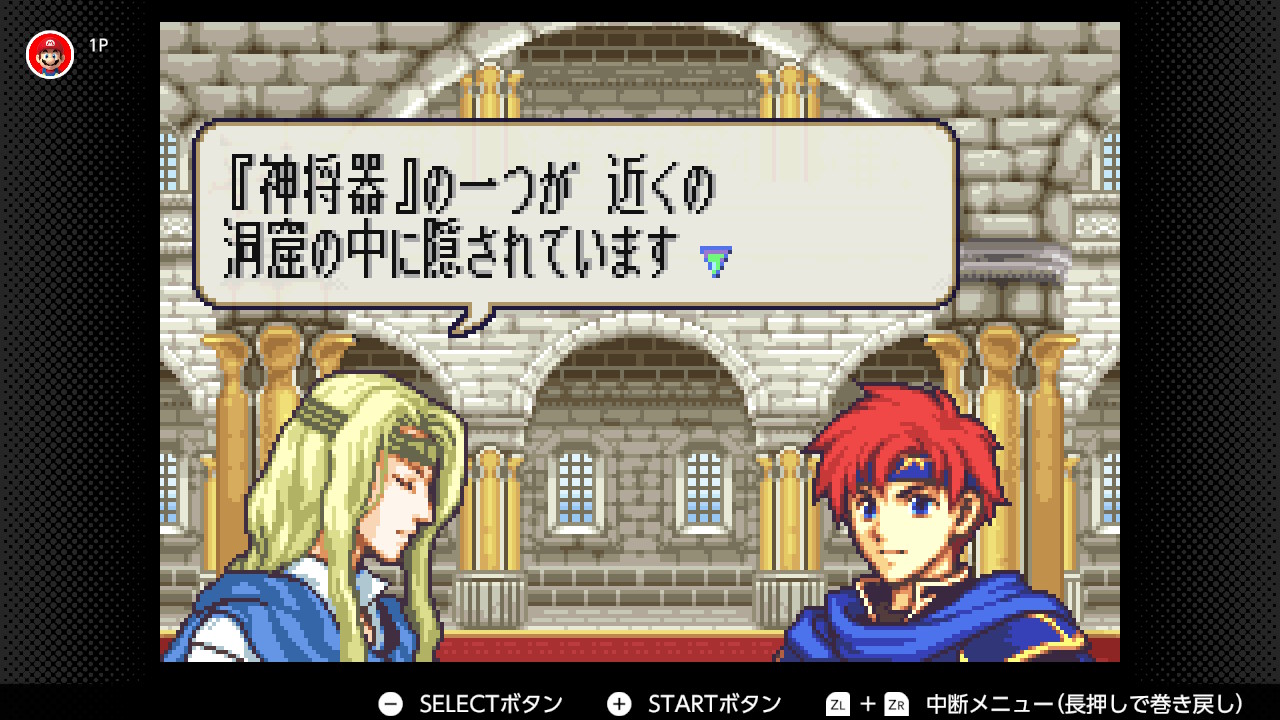 1P
『神将器』の一つが 近くの
洞窟の中に隠されています
SELECTボタン STARTボタン ZL + ZR 中断メニュー(長押しで巻き戻し)